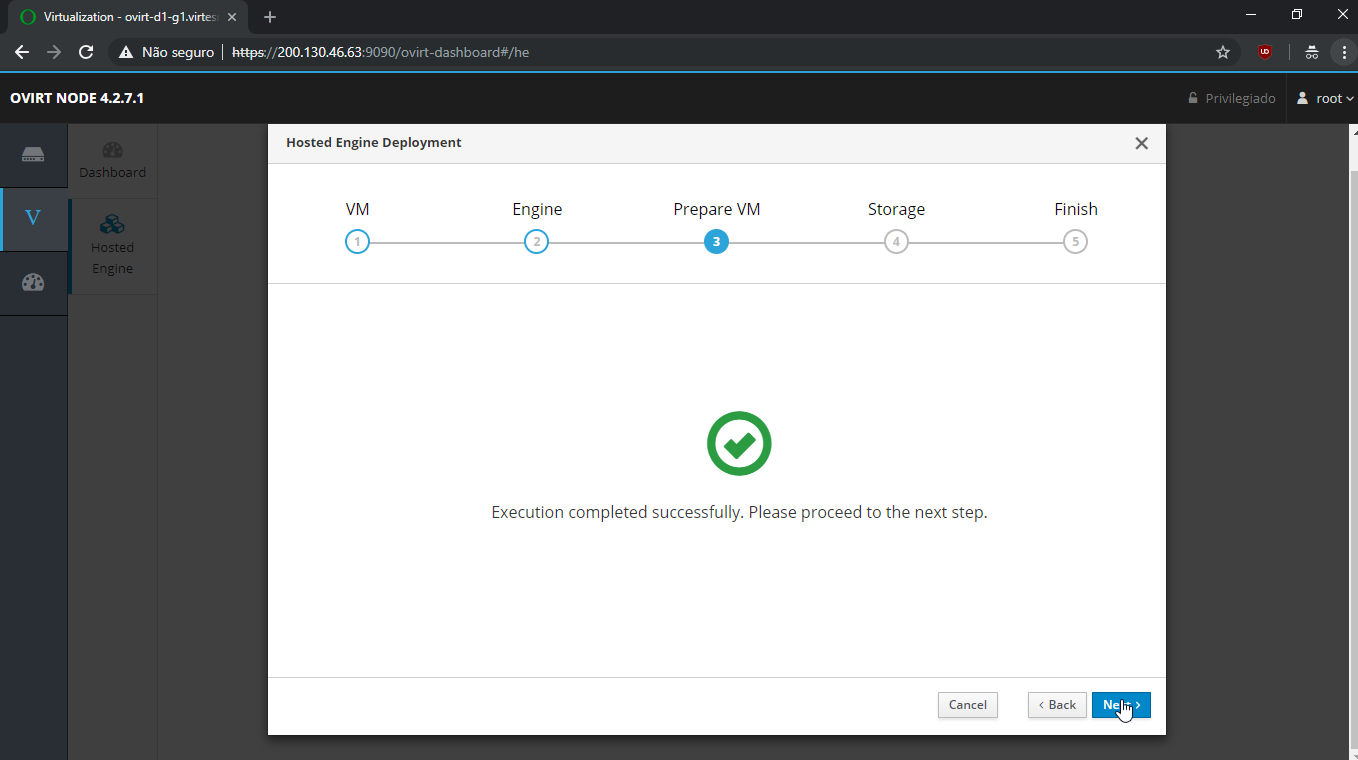 Virtualization - ovirt-d1-g1.virtes
Não seguro | https://200.130.46.63:9090/ovirt-dashboard#/he
OVIRT NODE 4.2.7.1
Privilegiado
root
Hosted Engine Deployment
Dashboard
V
Hosted
Engine
VM
Engine
Prepare VM
Storage
Finish
1
2
3
4
5
Execution completed successfully. Please proceed to the next step.
Cancel
‹ Back
Next ›